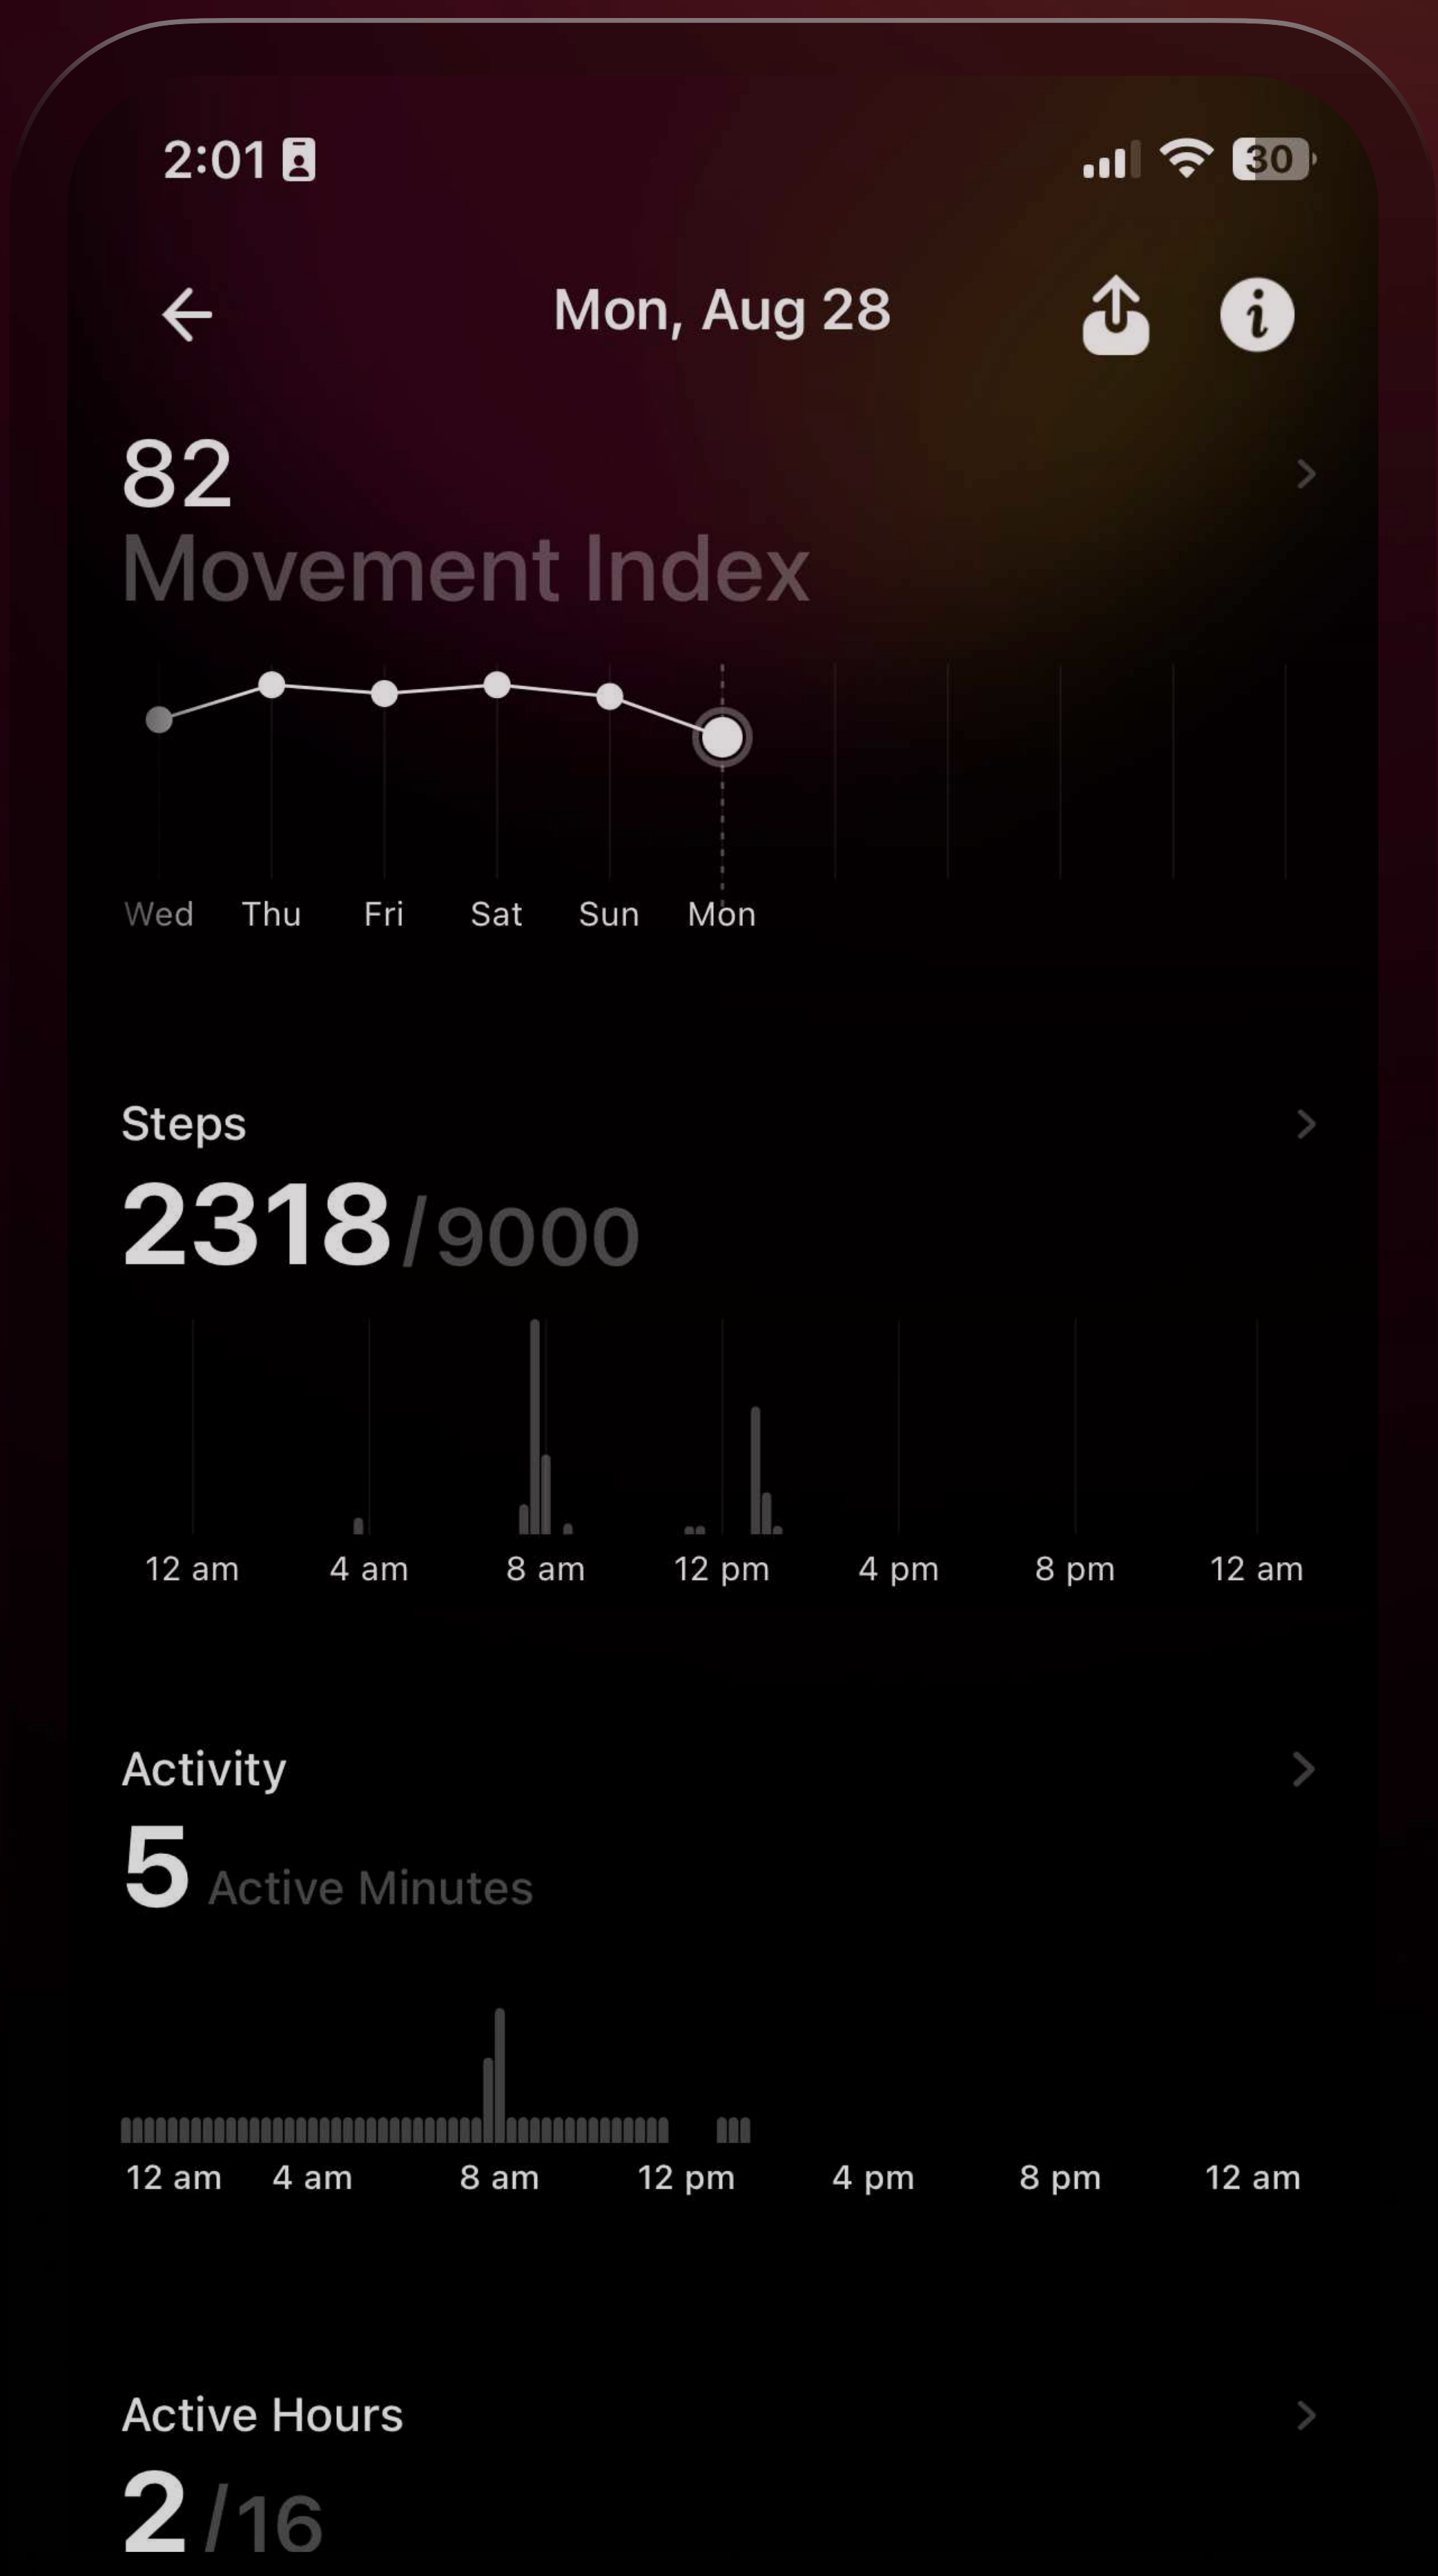 2:01 30
Mon, Aug 28
82
Movement Index
Wed Thu Fri Sat Sun Mon
Steps
2318/9000
12 am 4 am 8 am 12 pm 4 pm 8 pm 12 am
Activity
5 Active Minutes
12 am 4 am 8 am 12 pm 4 pm 8 pm 12 am
Active Hours
2/16